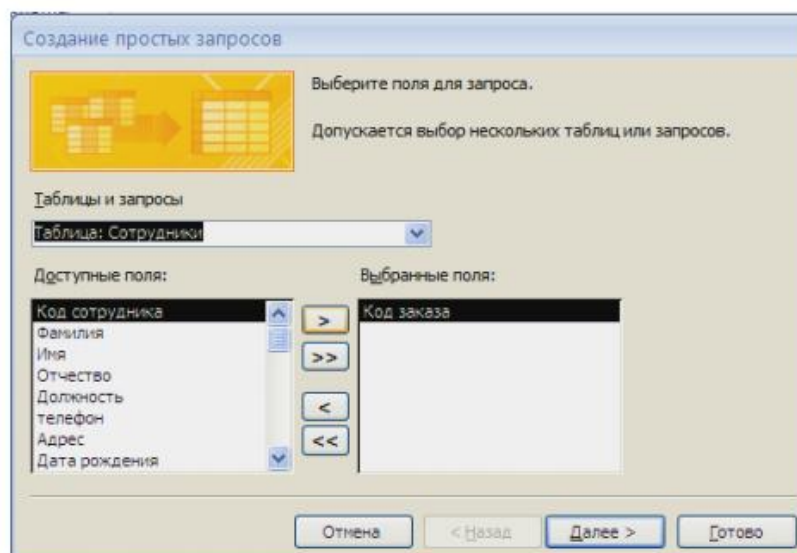 Создание простых запросов
Выберите поля для запроса.
Допускается выбор нескольких таблиц или запросов.
Таблицы и запросы
Таблица: Сотрудники
Доступные поля:
Выбранные поля:
Код сотрудника
Фамилия
Имя
Отчество
Должность
телефон
Адрес
Дата рождения
>
>>
<
<<
Код заказа
Отмена
< Назад
Далее >
Готово